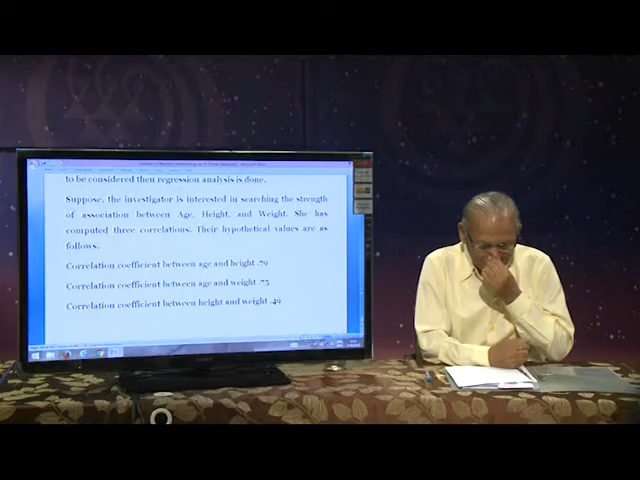 to be considered then regression analysis is done.
Suppose, the investigator is interested in searching the strength
of association between Age, Height, and Weight. She has
computed three correlations. Their hypothetical values are as
follows.
Correlation coefficient between age and height .79
Correlation coefficient between age and weight .75
Correlation coefficient between height and weight .49